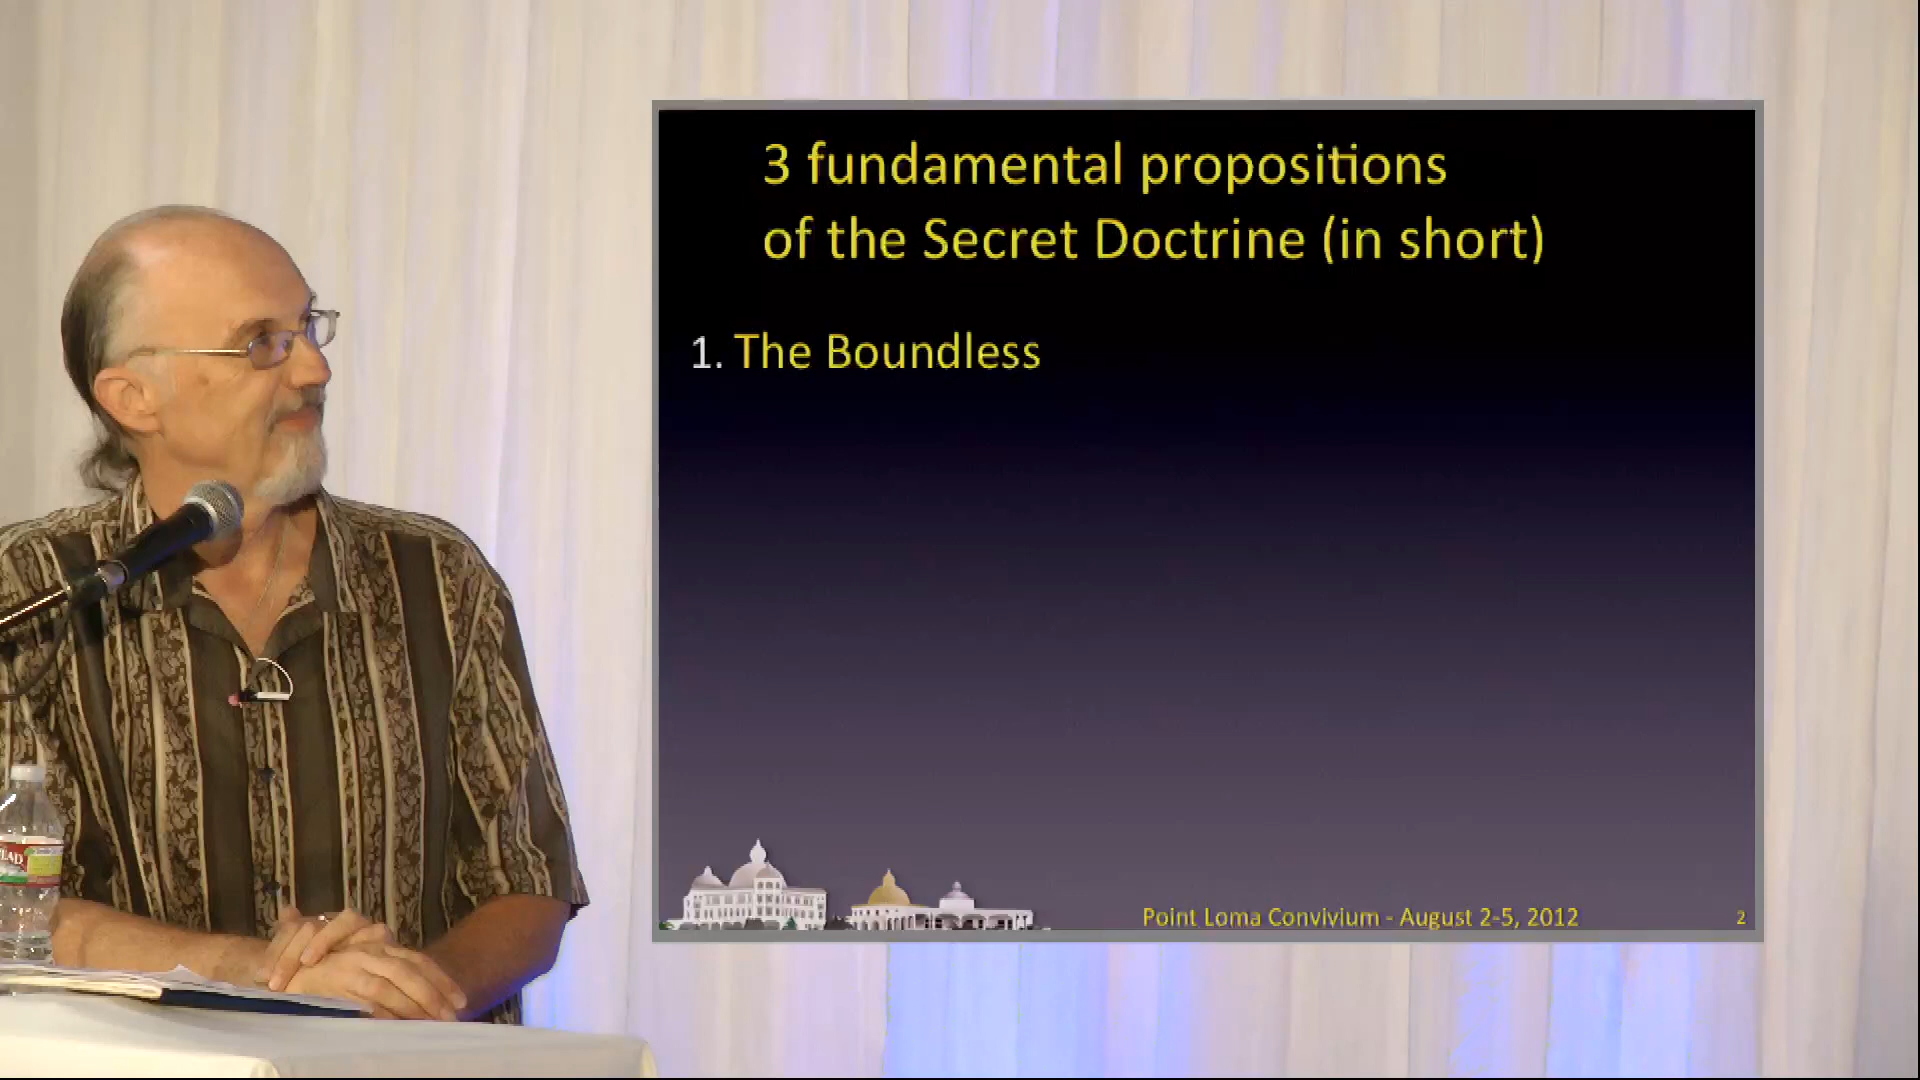 3 fundamental propositions
of the Secret Doctrine (in short)
1. The Boundless
Point Loma Convivium - August 2-5, 2012
2